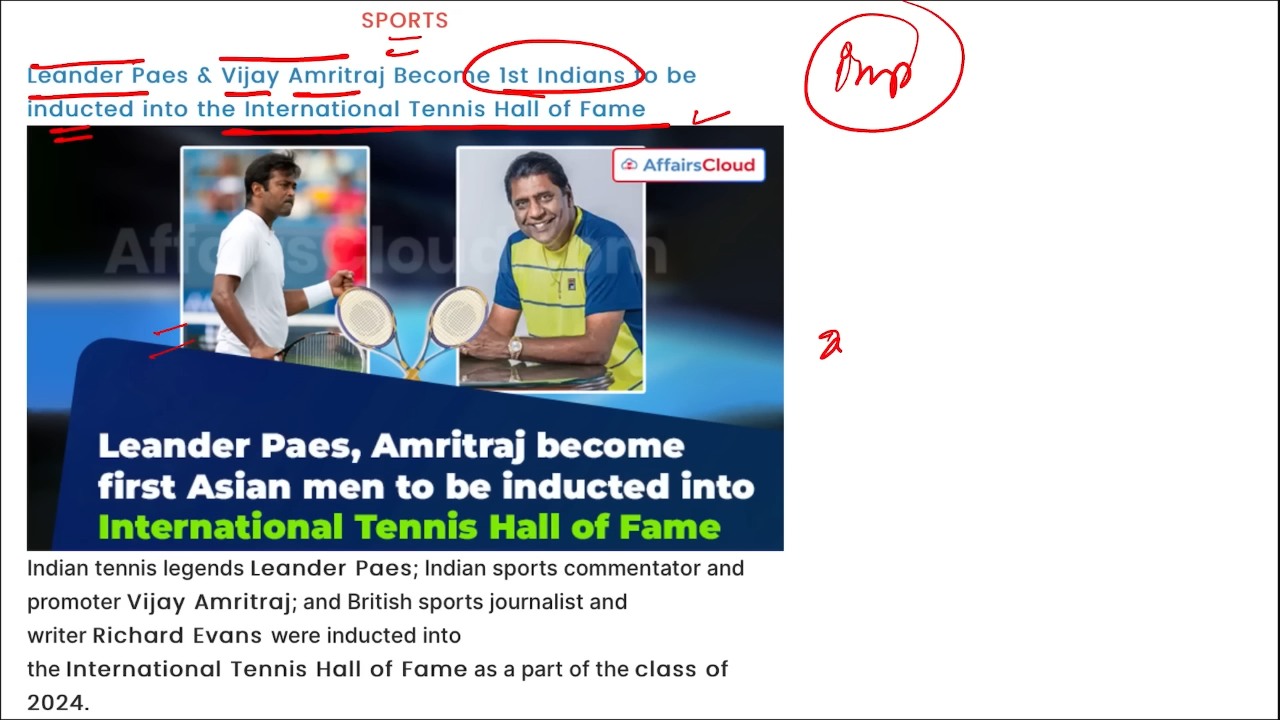 SPORTS
Leander Paes & Vijay Amritraj Become 1st Indians to be
inducted into the International Tennis Hall of Fame
Imp
AffairsCloud
AffairsCloud.com
Leander Paes, Amritraj become
first Asian men to be inducted into
International Tennis Hall of Fame
Indian tennis legends Leander Paes; Indian sports commentator and
promoter Vijay Amritraj; and British sports journalist and
writer Richard Evans were inducted into
the International Tennis Hall of Fame as a part of the class of
2024.